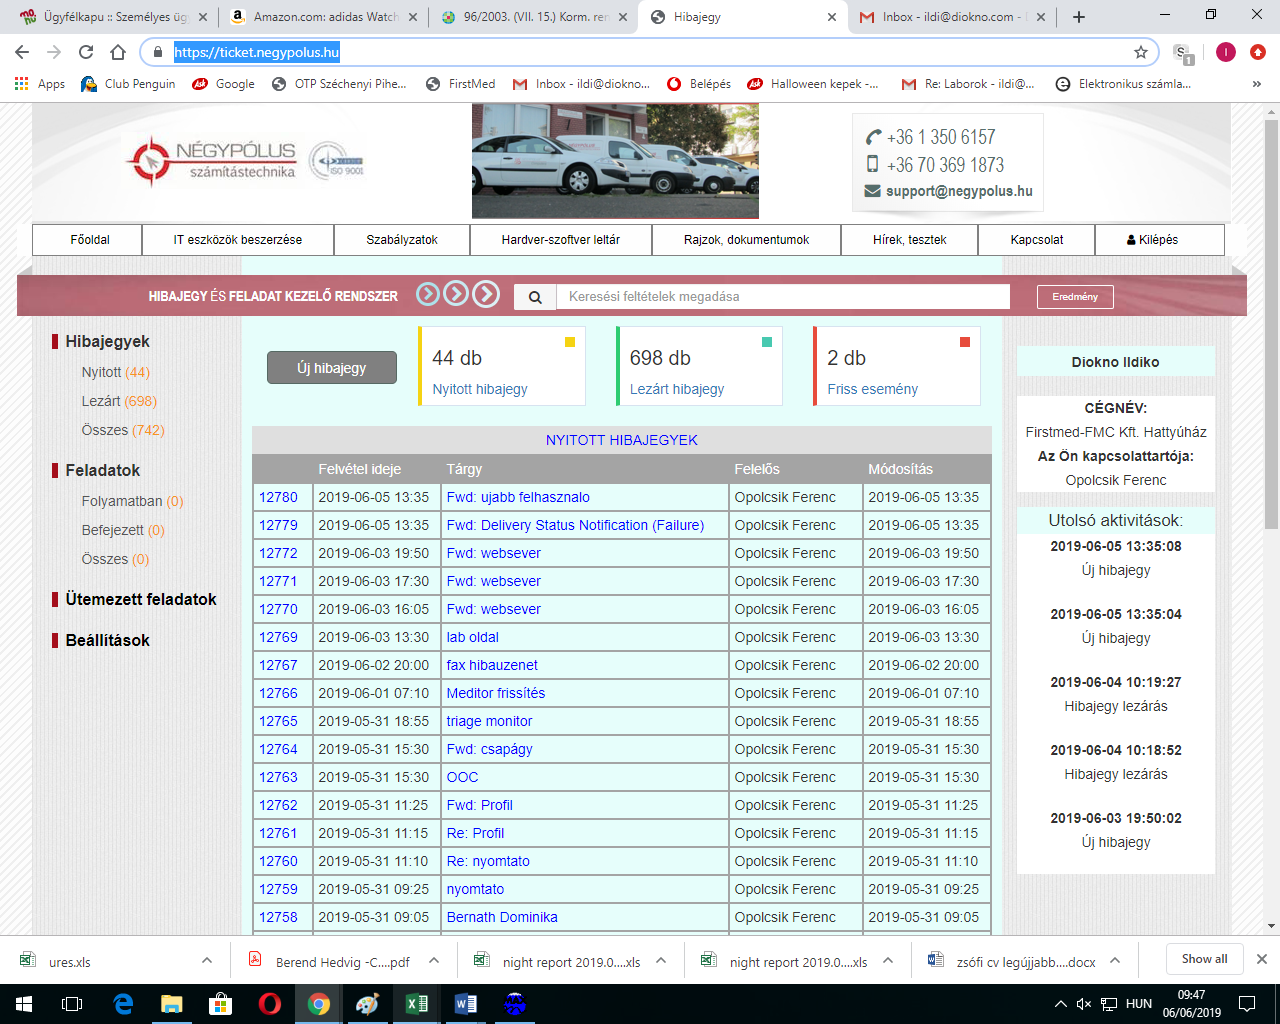 Ügyfélkapu :: Személyes üg
Amazon.com: adidas Watch
96/2003. (VII. 15.) Korm. ren
Hibajegy
Inbox - ildi@diokno.com -
https://ticket.negypolus.hu
Apps
Club Penguin
Google
OTP Széchenyi Pihe...
FirstMed
Inbox - ildi@diokno...
Belépés
Halloween kepek -...
Re: Laborok - ildi@...
Elektronikus számla...
»
NÉGYPÓLUS
számítástechnika
ISO 9001
+36 1 350 6157
+36 70 369 1873
support@negypolus.hu
Főoldal
IT eszközök beszerzése
Szabályzatok
Hardver-szoftver leltár
Rajzok, dokumentumok
Hírek, tesztek
Kapcsolat
Kilépés
HIBAJEGY ÉS FELADAT KEZELŐ RENDSZER
Keresési feltételek megadása
Eredmény
Hibajegyek
Nyitott (44)
Lezárt (698)
Összes (742)
Feladatok
Folyamatban (0)
Befejezett (0)
Összes (0)
Ütemezett feladatok
Beállítások
Új hibajegy
44 db
Nyitott hibajegy
698 db
Lezárt hibajegy
2 db
Friss esemény
NYITOTT HIBAJEGYEK
Felvétel ideje Tárgy Felelős Módosítás
12780 2019-06-05 13:35 Fwd: ujabb felhasznalo Opolcsik Ferenc 2019-06-05 13:35
12779 2019-06-05 13:35 Fwd: Delivery Status Notification (Failure) Opolcsik Ferenc 2019-06-05 13:35
12772 2019-06-03 19:50 Fwd: websever Opolcsik Ferenc 2019-06-03 19:50
12771 2019-06-03 17:30 Fwd: websever Opolcsik Ferenc 2019-06-03 17:30
12770 2019-06-03 16:05 Fwd: websever Opolcsik Ferenc 2019-06-03 16:05
12769 2019-06-03 13:30 lab oldal Opolcsik Ferenc 2019-06-03 13:30
12767 2019-06-02 20:00 fax hibauzenet Opolcsik Ferenc 2019-06-02 20:00
12766 2019-06-01 07:10 Meditor frissítés Opolcsik Ferenc 2019-06-01 07:10
12765 2019-05-31 18:55 triage monitor Opolcsik Ferenc 2019-05-31 18:55
12764 2019-05-31 15:30 Fwd: csapágy Opolcsik Ferenc 2019-05-31 15:30
12763 2019-05-31 15:30 OOC Opolcsik Ferenc 2019-05-31 15:30
12762 2019-05-31 11:25 Fwd: Profil Opolcsik Ferenc 2019-05-31 11:25
12761 2019-05-31 11:15 Re: Profil Opolcsik Ferenc 2019-05-31 11:15
12760 2019-05-31 11:10 Re: nyomtato Opolcsik Ferenc 2019-05-31 11:10
12759 2019-05-31 09:25 nyomtato Opolcsik Ferenc 2019-05-31 09:25
12758 2019-05-31 09:05 Bernath Dominika Opolcsik Ferenc 2019-05-31 09:05
Diokno Ildiko
CÉGNÉV:
Firstmed-FMC Kft. Hattyúház
Az Ön kapcsolattartója:
Opolcsik Ferenc
Utolsó aktivitások:
2019-06-05 13:35:08
Új hibajegy
2019-06-05 13:35:04
Új hibajegy
2019-06-04 10:19:27
Hibajegy lezárás
2019-06-04 10:18:52
Hibajegy lezárás
2019-06-03 19:50:02
Új hibajegy
ures.xls
Berend Hedvig -C....pdf
night report 2019.0....xls
night report 2019.0....xls
zsófi cv legújjabb....docx
Show all
HUN
09:47
06/06/2019